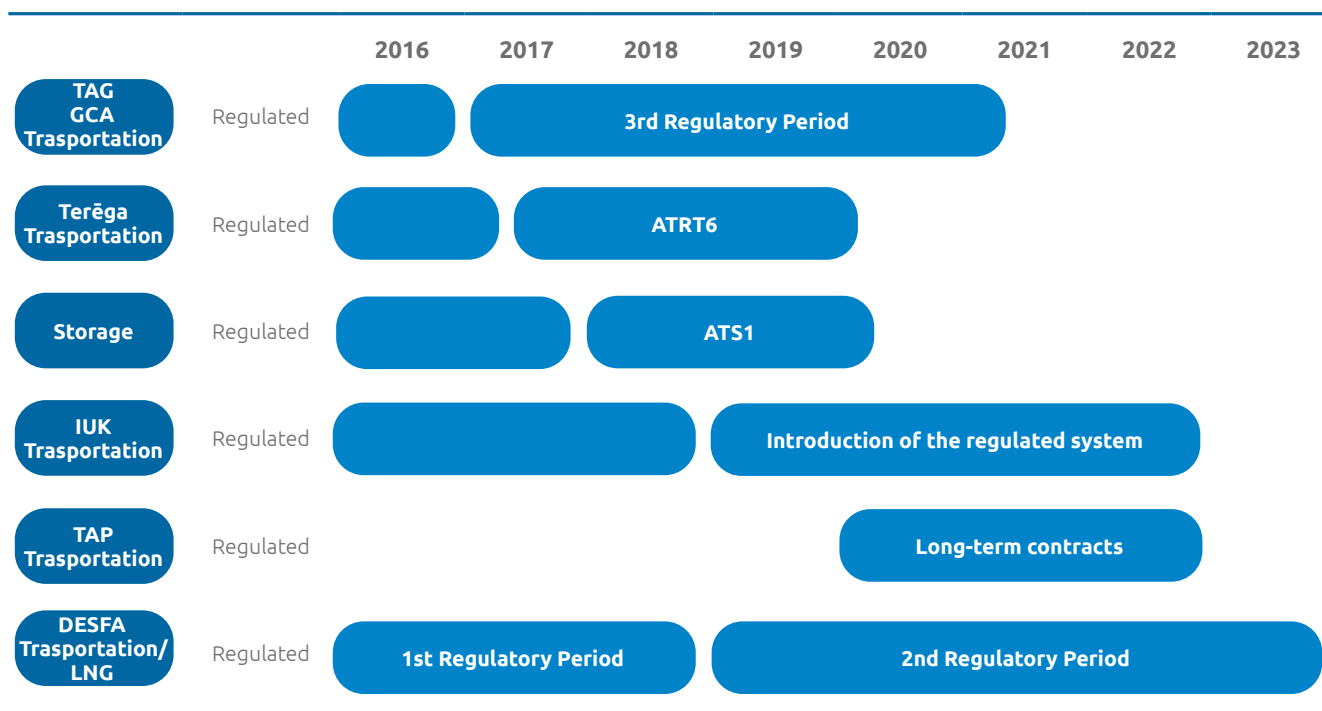 2016 2017 2018 2019 2020 2021 2022 2023
TAG
GCA
Trasportation
Regulated
3rd Regulatory Period
Terēga
Trasportation
Regulated
ATRT6
Storage
Regulated
ATS1
IUK
Trasportation
Regulated
Introduction of the regulated system
TAP
Trasportation
Regulated
Long-term contracts
DESFA
Trasportation/
LNG
Regulated
1st Regulatory Period
2nd Regulatory Period